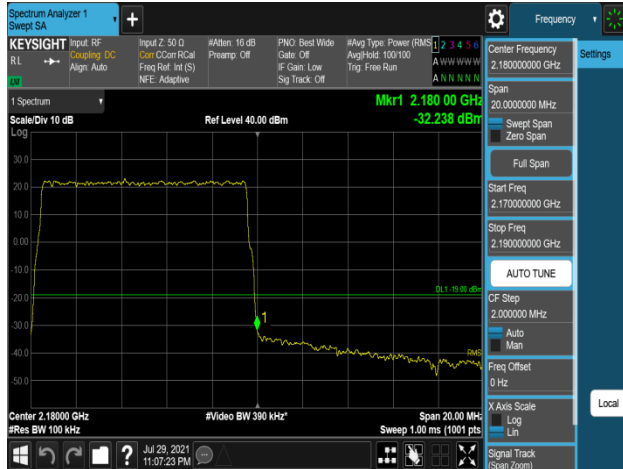 Spectrum Analyzer 1
Swept SA
+
Frequency
KEYSIGHT
RL
LXI
Input: RF
Coupling: DC
Align: Auto
Input Z: 50 Ω
Corr CCorr RCal
Freq Ref: Int (S)
NFE: Adaptive
#Atten: 16 dB
Preamp: Off
PNO: Best Wide
Gate: Off
IF Gain: Low
Sig Track: Off
#Avg Type: Power (RMS
Avg|Hold: 100/100
Trig: Free Run
1 2 3 4 5 6
A W W W W W
A N N N N N
1 Spectrum
Scale/Div 10 dB
Ref Level 40.00 dBm
Mkr1 2.180 00 GHz
-32.238 dBm
Log
30.0
20.0
10.0
0.00
-10.0
-20.0
-30.0
-40.0
-50.0
DL1 -19.00 dBm
1
RMS
Center 2.18000 GHz
#Res BW 100 kHz
#Video BW 390 kHz*
Span 20.00 MHz
Sweep 1.00 ms (1001 pts
Jul 29, 2021
11:07:23 PM
Center Frequency
2.180000000 GHz
Span
20.0000000 MHz
Swept Span
Zero Span
Full Span
Start Freq
2.170000000 GHz
Stop Freq
2.190000000 GHz
AUTO TUNE
CF Step
2.000000 MHz
Auto
Man
Freq Offset
0 Hz
X Axis Scale
Log
Lin
Signal Track
(Span Zoom)
Settings
Local